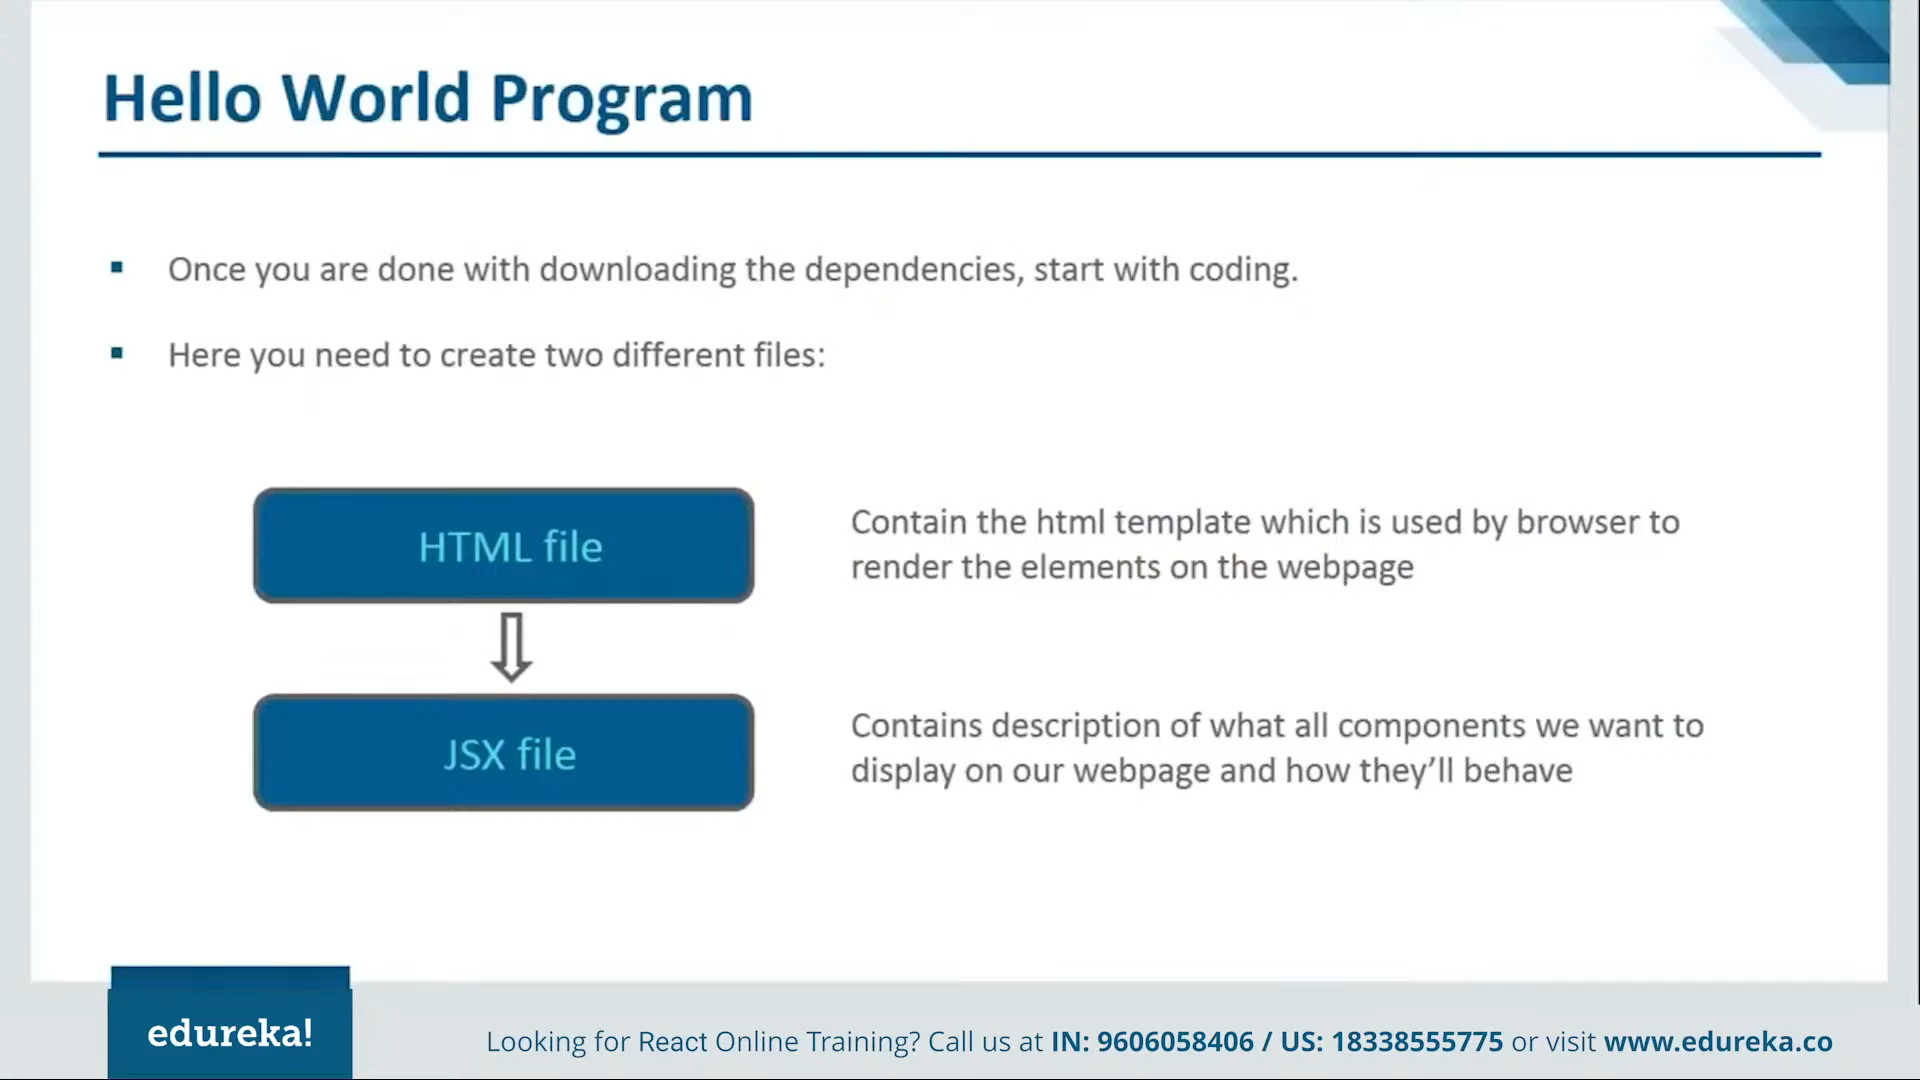 Hello World Program
Once you are done with downloading the dependencies, start with coding.
Here you need to create two different files:
HTML file
Contain the html template which is used by browser to
render the elements on the webpage
JSX file
Contains description of what all components we want to
display on our webpage and how they’ll behave
edureka!
Looking for React Online Training? Call us at IN: 9606058406 / US: 18338555775 or visit www.edureka.co